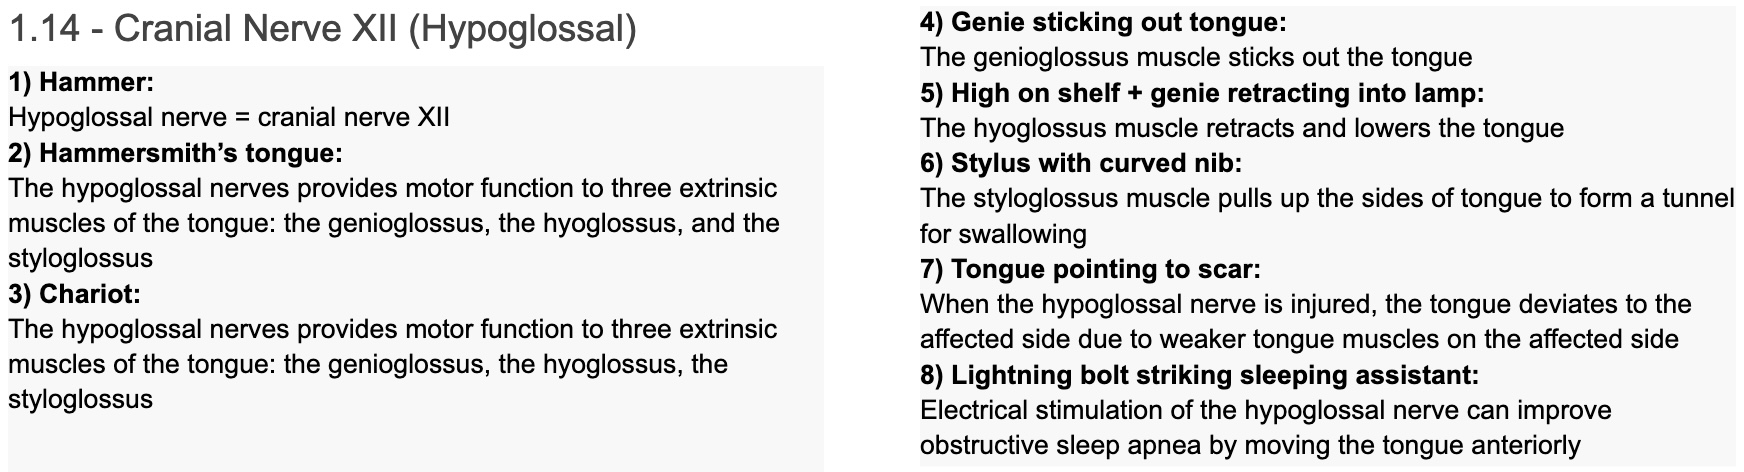 1.14 - Cranial Nerve XII (Hypoglossal)
1) Hammer:
Hypoglossal nerve = cranial nerve XII
2) Hammersmith’s tongue:
The hypoglossal nerves provides motor function to three extrinsic
muscles of the tongue: the genioglossus, the hyoglossus, and the
styloglossus
3) Chariot:
The hypoglossal nerves provides motor function to three extrinsic
muscles of the tongue: the genioglossus, the hyoglossus, the
styloglossus
4) Genie sticking out tongue:
The genioglossus muscle sticks out the tongue
5) High on shelf + genie retracting into lamp:
The hyoglossus muscle retracts and lowers the tongue
6) Stylus with curved nib:
The styloglossus muscle pulls up the sides of tongue to form a tunnel
for swallowing
7) Tongue pointing to scar:
When the hypoglossal nerve is injured, the tongue deviates to the
affected side due to weaker tongue muscles on the affected side
8) Lightning bolt striking sleeping assistant:
Electrical stimulation of the hypoglossal nerve can improve
obstructive sleep apnea by moving the tongue anteriorly